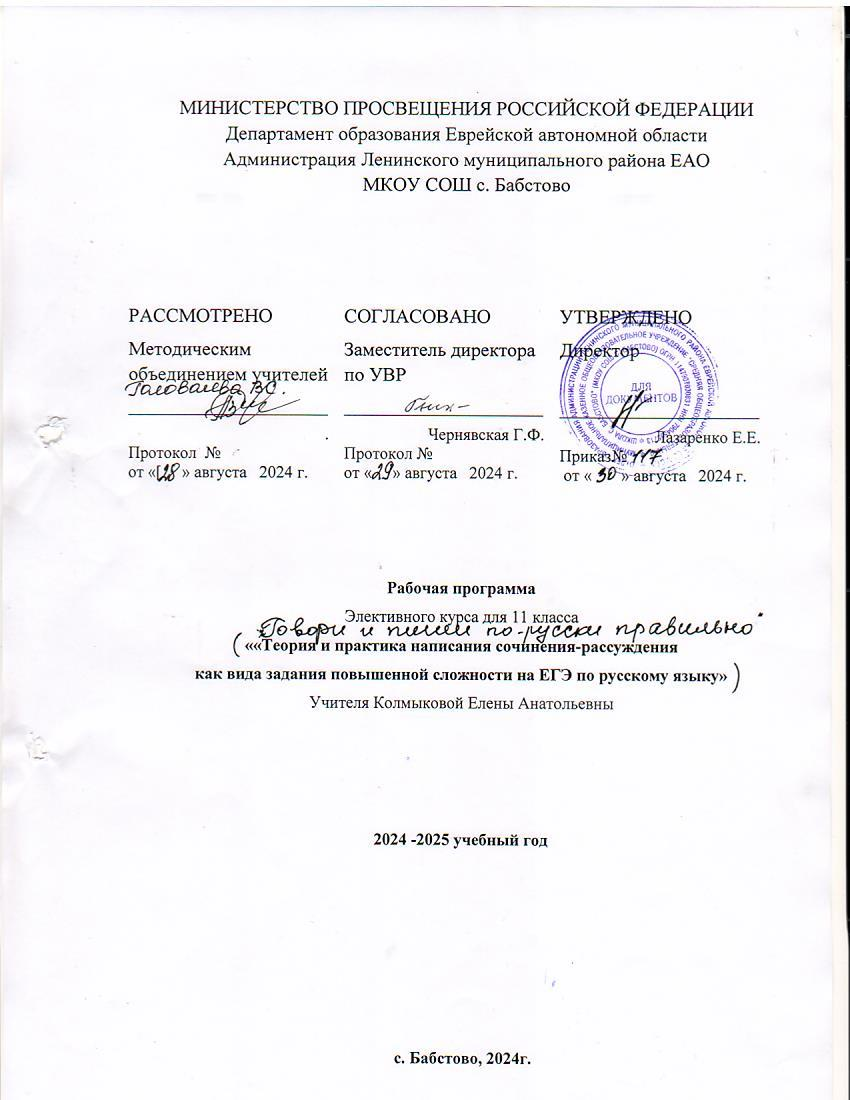 МИНИСТЕРСТВО ПРОСВЕЩЕНИЯ РОССИЙСКОЙ ФЕДЕРАЦИИ
Департамент образования Еврейской автономной области
Администрация Ленинского муниципального района ЕАО
МКОУ СОШ с. Бабстово
РАССМОТРЕНО
Методическим
объединением учителей
Протокол №
от «28» августа 2024 г.
СОГЛАСОВАНО
Заместитель директора
по УВР
Чернявская Г.Ф.
Протокол №
от «29» августа 2024 г.
УТВЕРЖДЕНО
Директор
ДЛЯ
ДОКУМЕНТОВ
Лазаренко Е.Е.
Приказ№ 117
от « 30 » августа 2024 г.
Рабочая программа
Элективного курса для 11 класса
"Говори и пиши по-русски правильно"
(««Теория и практика написания сочинения-рассуждения
как вида задания повышенной сложности на ЕГЭ по русскому языку»)
Учителя Колмыковой Елены Анатольевны
2024 -2025 учебный год
с. Бабстово, 2024г.